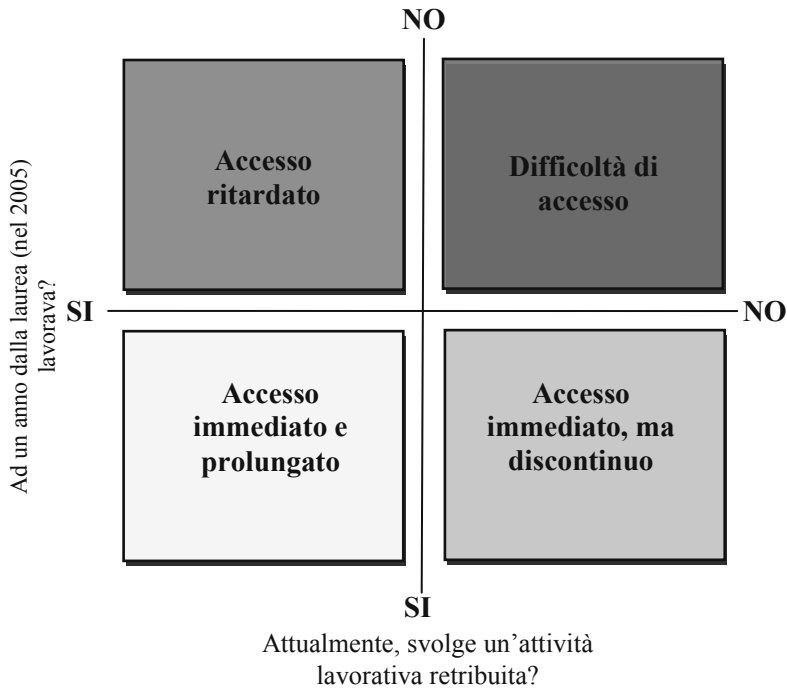 NO
Accesso
ritardato
Difficoltà di
accesso
Ad un anno dalla laurea (nel 2005)
lavorava?
SI
NO
Accesso
immediato e
prolungato
Accesso
immediato, ma
discontinuo
SI
Attualmente, svolge un’attività
lavorativa retribuita?